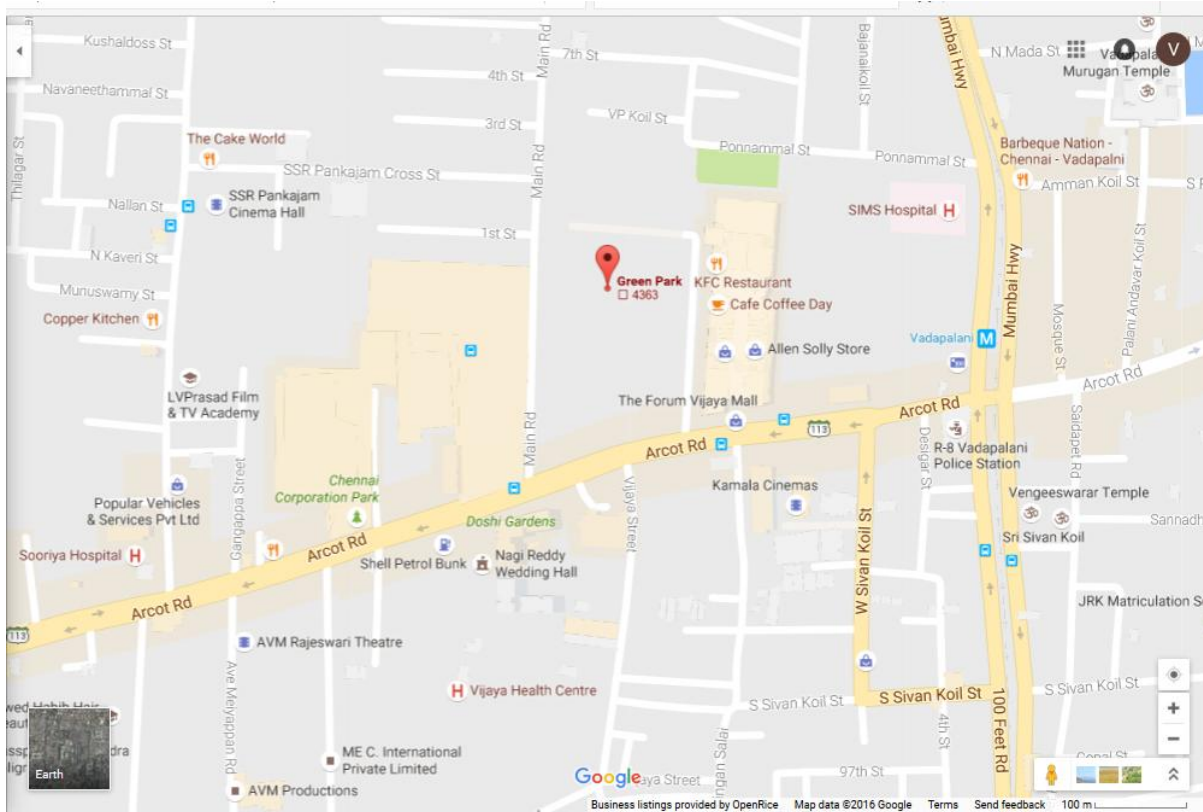 Kushaldoss St
Main Rd
7th St
Bajanaikoil St
Mumbai Hwy
N Mada St
V
Murugan Temple
4th St
Navaneethammal St
Thilagar St
3rd St
VP Koil St
The Cake World
Ponnammal St
Ponnammal St
Barbeque Nation -
Chennai - Vadapalni
SSR Pankajam Cross St
Main Rd
Amman Koil St
SSR Pankajam
Cinema Hall
Nallan St
SIMS Hospital
1st St
N Kaveri St
Palani Andavar Koil St
Munuswamy St
Green Park
4363
KFC Restaurant
Mumbai Hwy
Copper Kitchen
Cafe Coffee Day
Mosque St
Vadapalani
M
Allen Solly Store
LVPrasad Film
& TV Academy
Arcot Rd
The Forum Vijaya Mall
Arcot Rd
Saidapet Rd
113
Main Rd
Arcot Rd
Desigar St
R-8 Vadapalani
Police Station
Chennai
Corporation Park
Kamala Cinemas
Vengeeswarar Temple
Popular Vehicles
& Services Pvt Ltd
Gangappa Street
Doshi Gardens
Vijaya Street
Sri Sivan Koil
Sannadh
Sooriya Hospital
Arcot Rd
Shell Petrol Bunk
Nagi Reddy
Wedding Hall
W Sivan Koil St
Arcot Rd
JRK Matriculation S
113
AVM Rajeswari Theatre
Ave Meiyappan Rd
Vijaya Health Centre
S Sivan Koil St
S Sivan Koil St
100 Feet Rd
4th St
ME C. International
Private Limited
Earth
AVM Productions
Google
aya Street
97th St
Business listings provided by OpenRice
Map data ©2016 Google
Terms
Send feedback
100 m